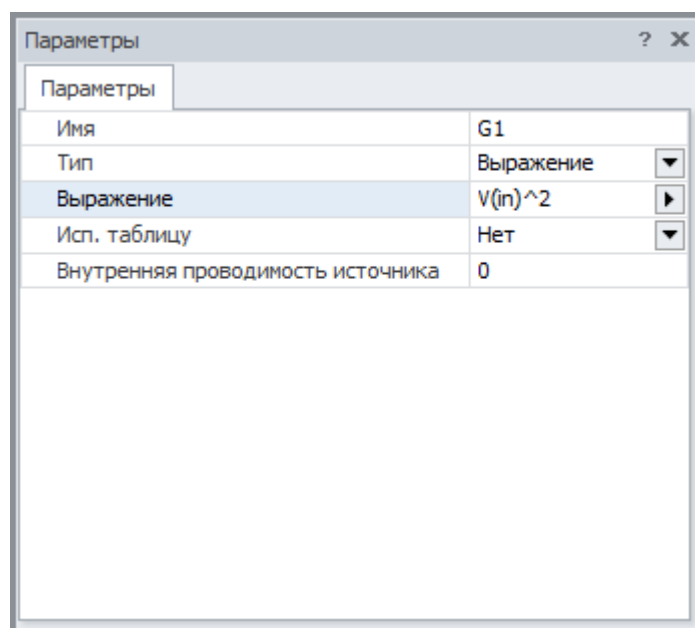 Параметры ? X
Параметры
Имя G1
Тип Выражение
Выражение V(in)^2
Исп. таблицу Нет
Внутренняя проводимость источника 0